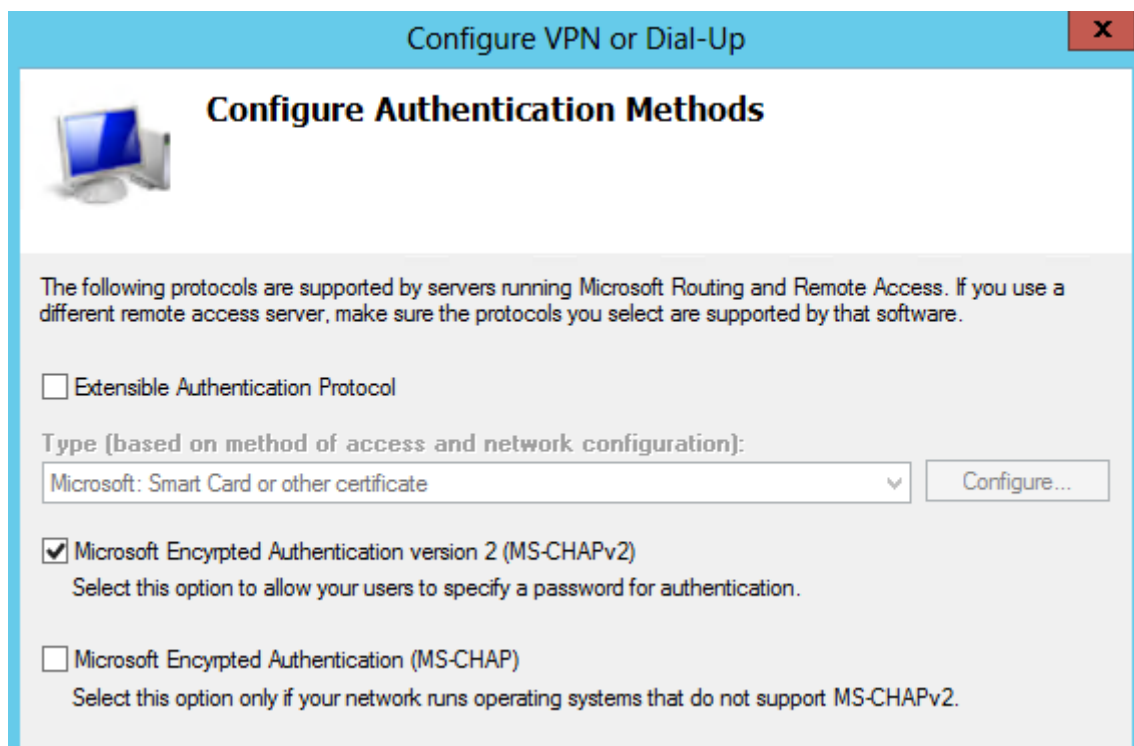 Configure VPN or Dial-Up
x
Configure Authentication Methods
The following protocols are supported by servers running Microsoft Routing and Remote Access. If you use a
different remote access server, make sure the protocols you select are supported by that software.
Extensible Authentication Protocol
Type (based on method of access and network configuration):
Microsoft: Smart Card or other certificate
Configure...
Microsoft Encyrpted Authentication version 2 (MS-CHAPv2)
Select this option to allow your users to specify a password for authentication.
Microsoft Encyrpted Authentication (MS-CHAP)
Select this option only if your network runs operating systems that do not support MS-CHAPv2.